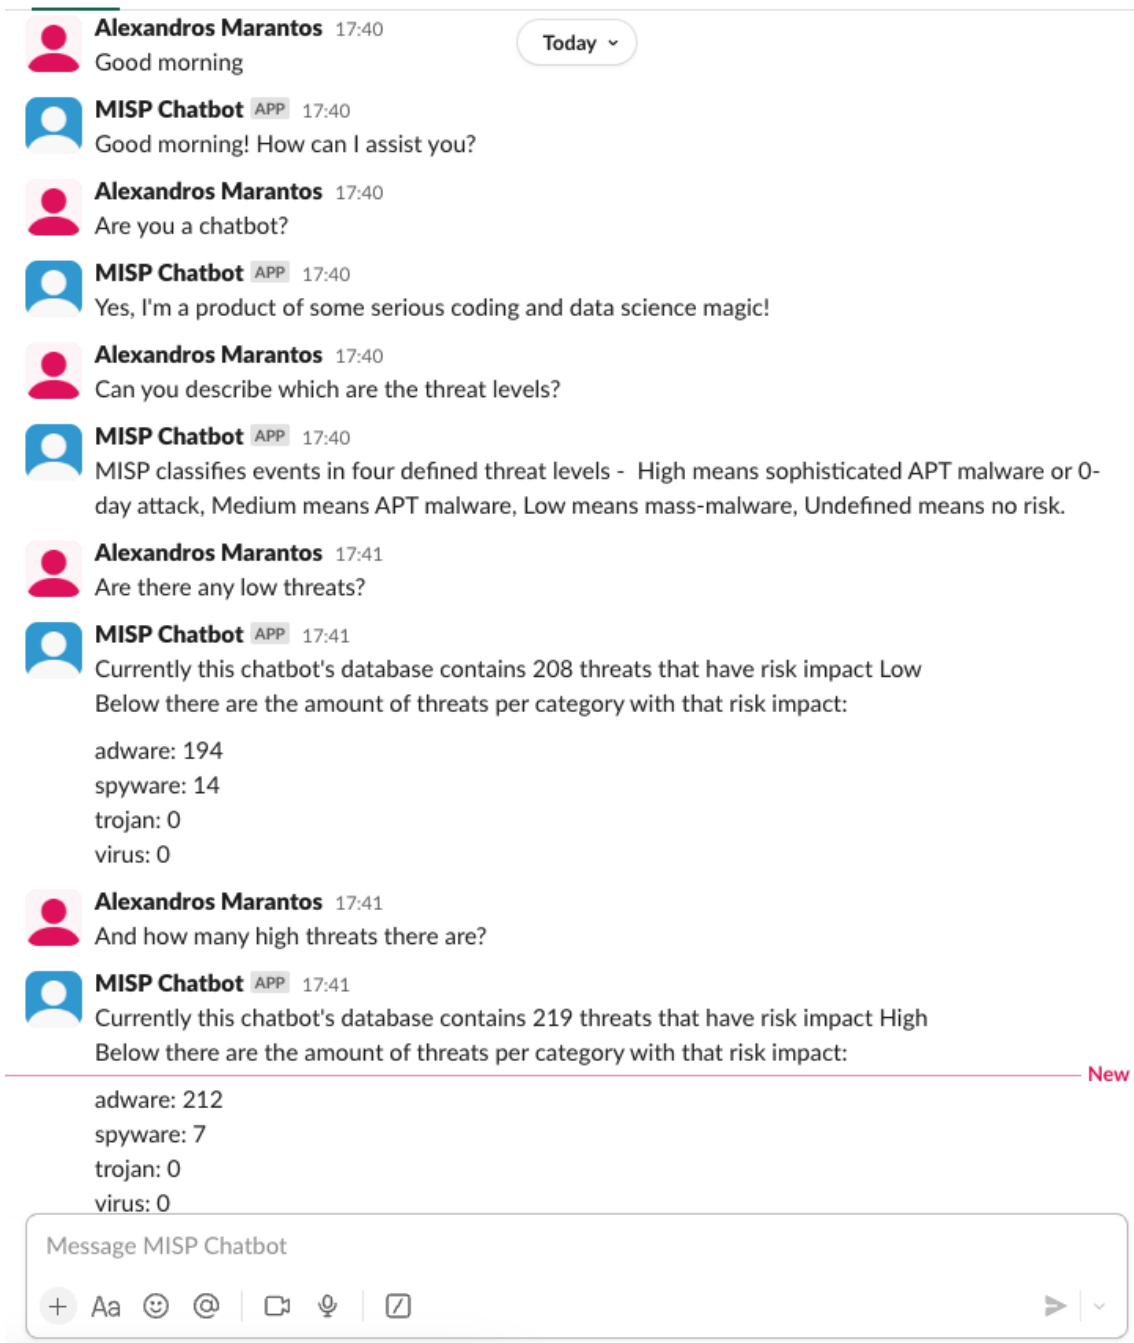 Alexandros Marantos 17:40
Today
Good morning
MISP Chatbot APP 17:40
Good morning! How can I assist you?
Alexandros Marantos 17:40
Are you a chatbot?
MISP Chatbot APP 17:40
Yes, I'm a product of some serious coding and data science magic!
Alexandros Marantos 17:40
Can you describe which are the threat levels?
MISP Chatbot APP 17:40
MISP classifies events in four defined threat levels -  High means sophisticated APT malware or 0-
day attack, Medium means APT malware, Low means mass-malware, Undefined means no risk.
Alexandros Marantos 17:41
Are there any low threats?
MISP Chatbot APP 17:41
Currently this chatbot's database contains 208 threats that have risk impact Low
Below there are the amount of threats per category with that risk impact:
adware: 194
spyware: 14
trojan: 0
virus: 0
Alexandros Marantos 17:41
And how many high threats there are?
MISP Chatbot APP 17:41
Currently this chatbot's database contains 219 threats that have risk impact High
Below there are the amount of threats per category with that risk impact:
New
adware: 212
spyware: 7
trojan: 0
virus: 0
Message MISP Chatbot
Aa